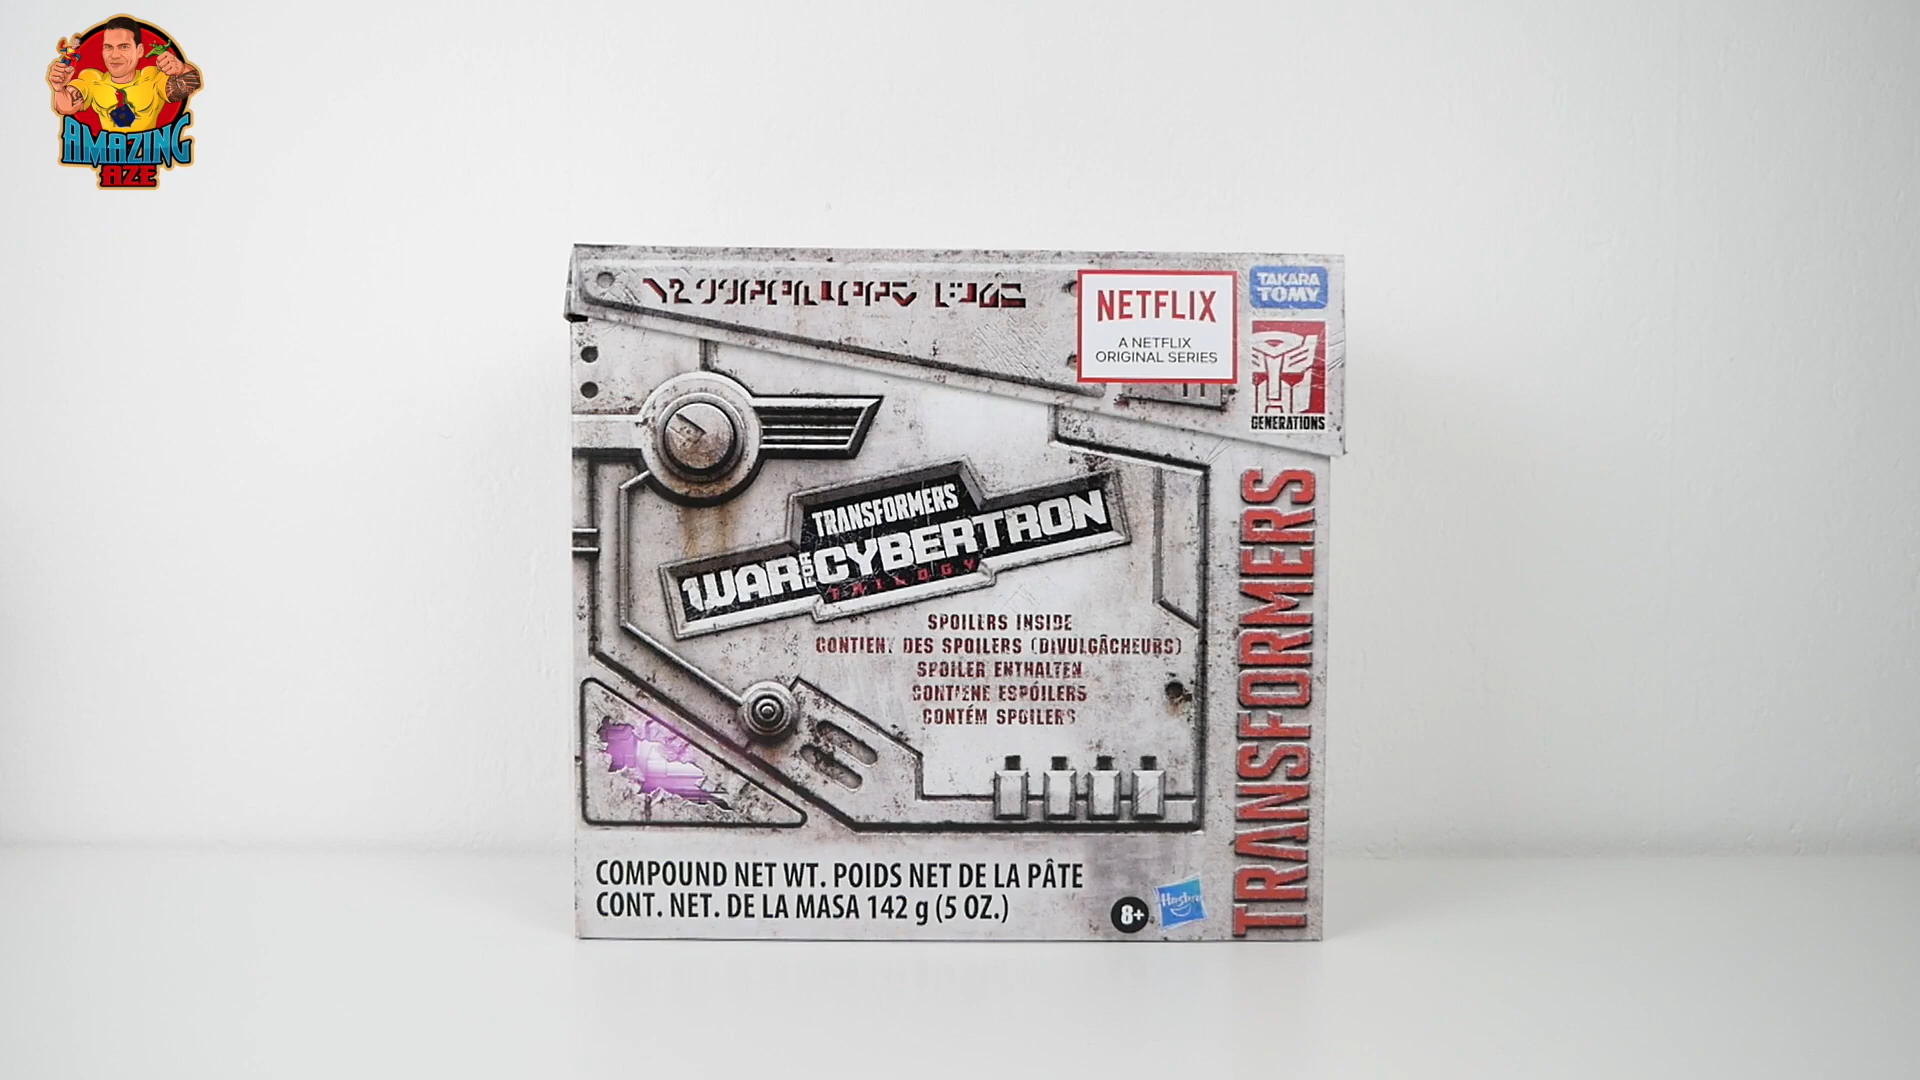 AMAZING
AZE
NETFLIX
A NETFLIX
ORIGINAL SERIES
TAKARA
TOMY
GENERATIONS
TRANSFORMERS
TRANSFORMERS
WAR FOR CYBERTRON
TRILOGY
SPOILERS INSIDE
CONTIENT DES SPOILERS (DIVULGÂCHEURS)
SPOILER ENTHALTEN
CONTIENE ESPÓILERS
CONTÉM SPOILERS
COMPOUND NET WT. POIDS NET DE LA PÂTE
CONT. NET. DE LA MASA 142 g (5 OZ.)
8+
Hasbro